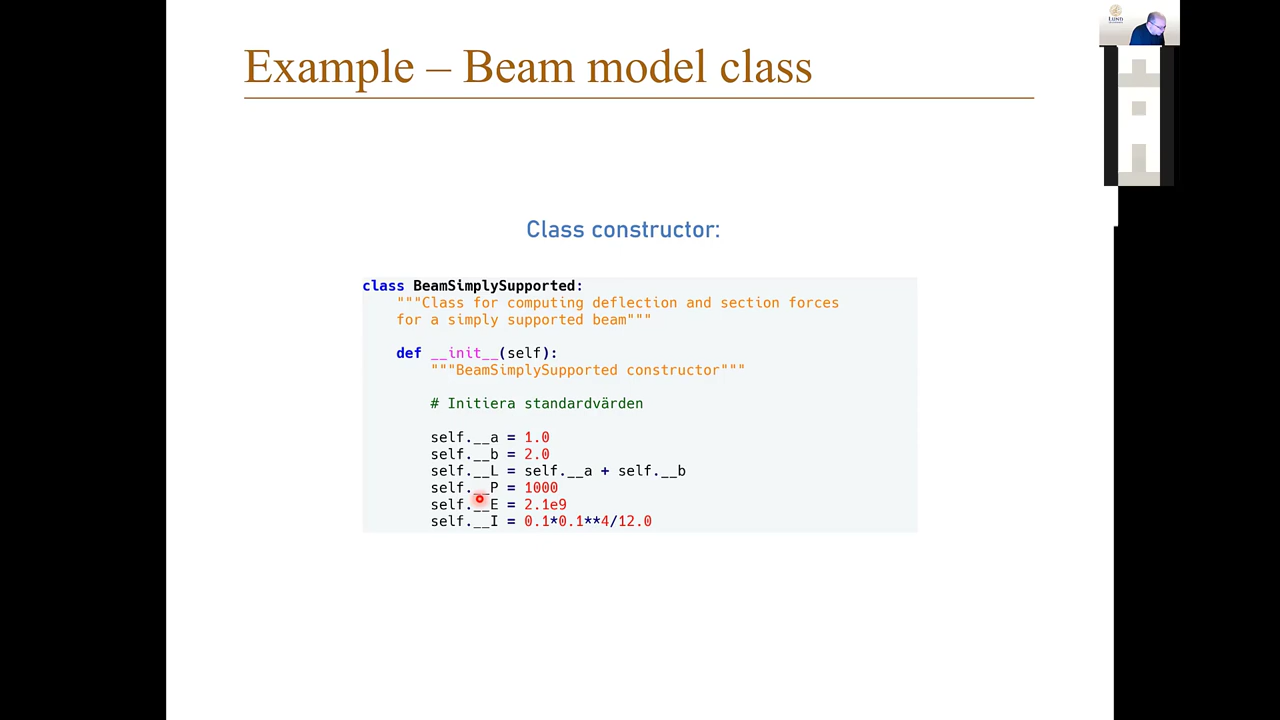 Example – Beam model class
LUND
Class constructor:
class BeamSimplySupported:
"""Class for computing deflection and section forces
for a simply supported beam"""
def __init__(self):
"""BeamSimplySupported constructor"""
# Initiera standardvärden
self.__a = 1.0
self.__b = 2.0
self.__L = self.__a + self.__b
self.__P = 1000
self.__E = 2.1e9
self.__I = 0.1*0.1**4/12.0